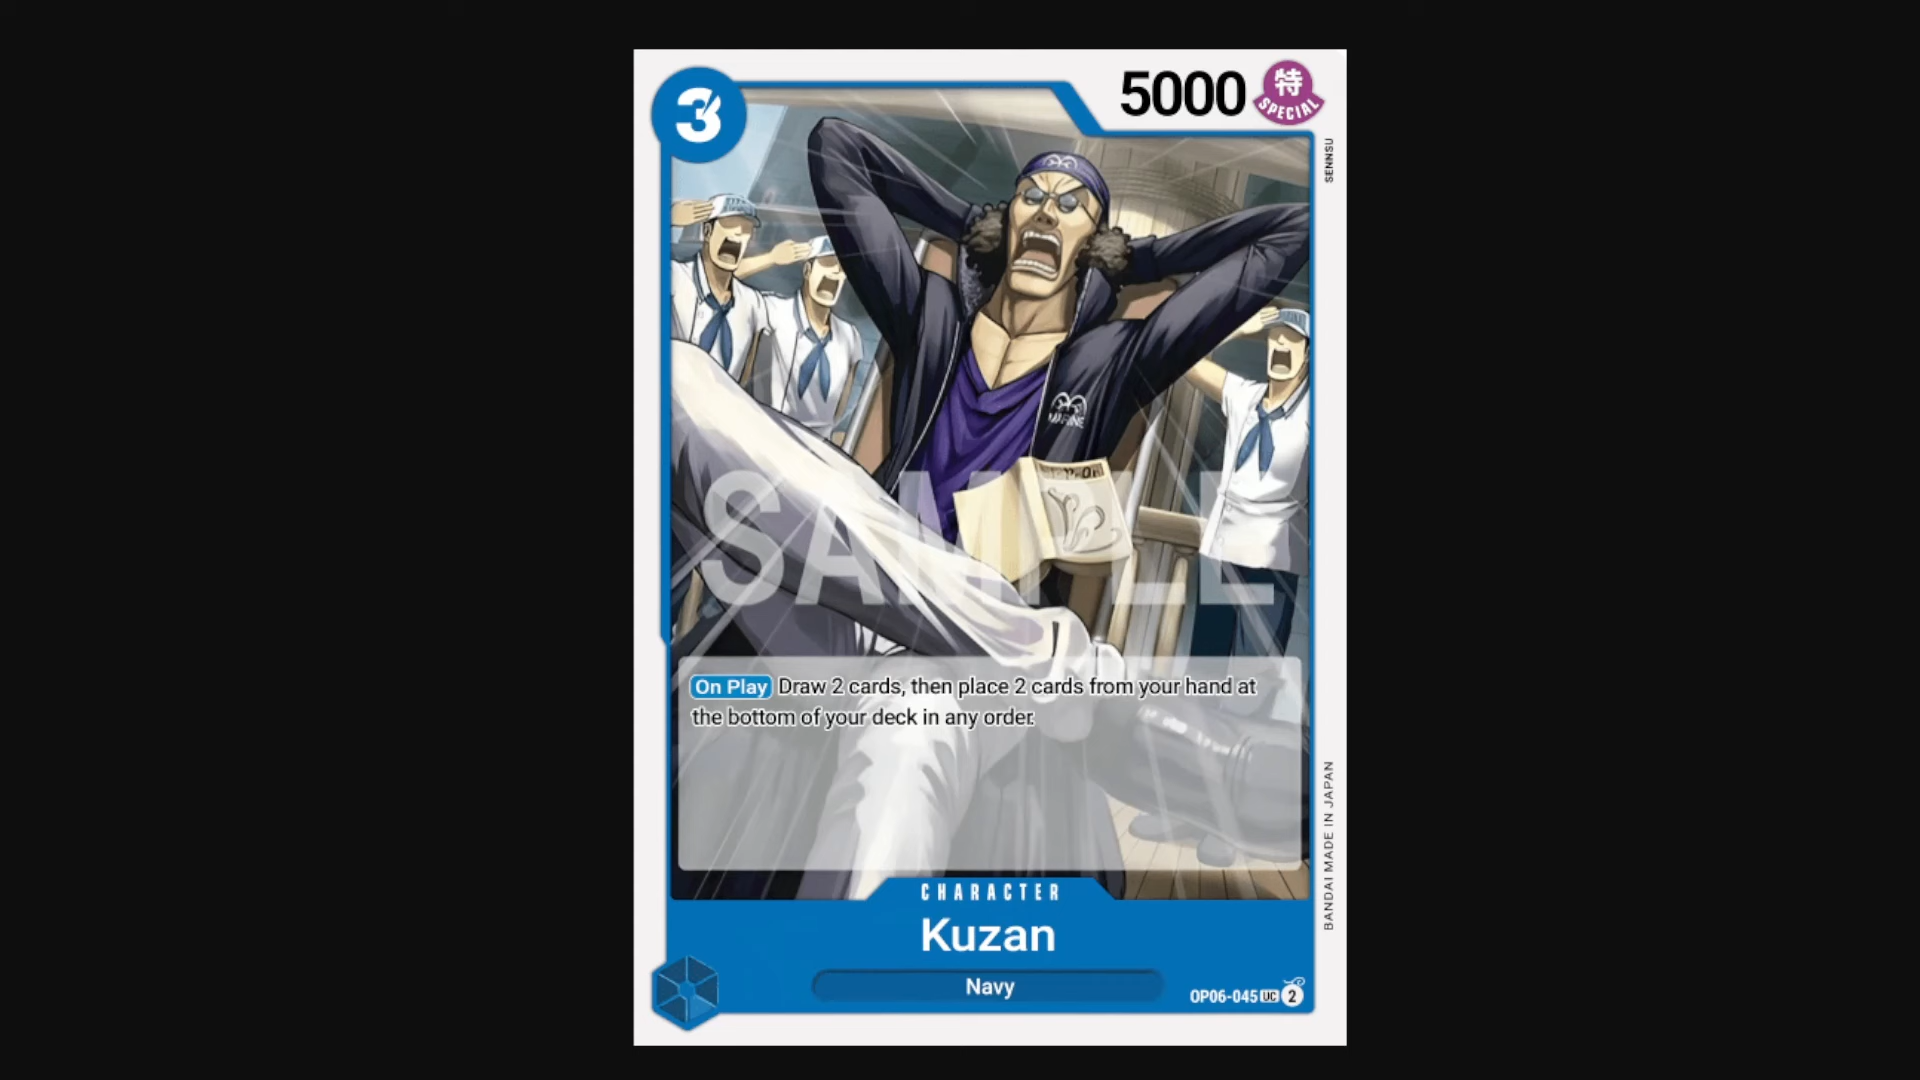 3
5000
特
SPECIAL
SENNSU
MARINE
SAMPLE
On Play Draw 2 cards, then place 2 cards from your hand at
the bottom of your deck in any order.
BANDAI MADE IN JAPAN
CHARACTER
Kuzan
Navy
OP06-045 UC 2